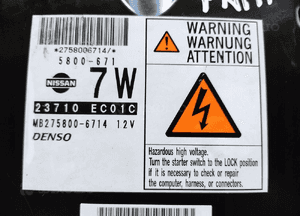 *2758006714/*
5800-671
NISSAN
7W
23710 EC01C
MB275800-6714 12V
DENSO
WARNING
WARNUNG
ATTENTION
Hazardous high voltage.
Turn the starter switch to the LOCK position
if it is necessary to check or repair
the computer, harness, or connectors.